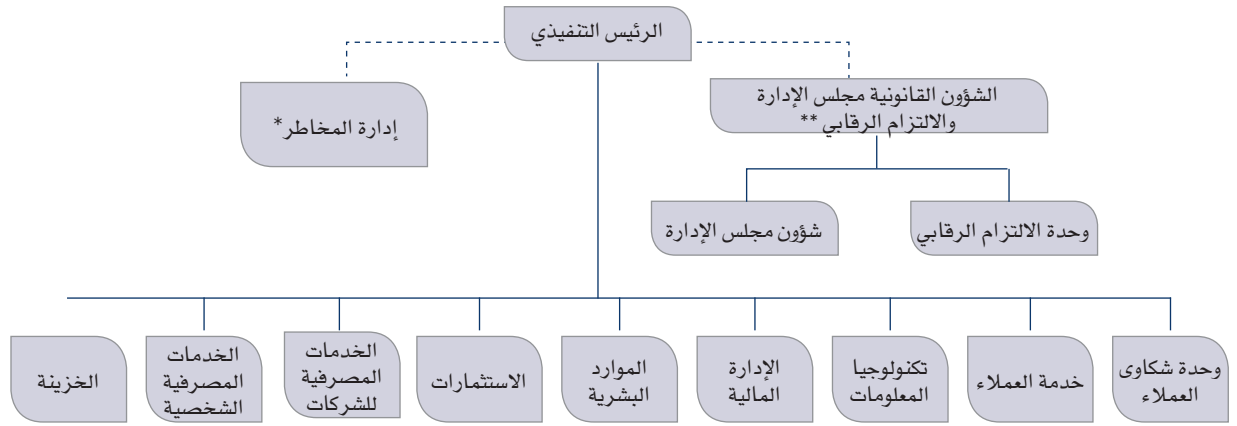 الرئيس التنفيذي
الشؤون القانونية مجلس الإدارة
والالتزام الرقابي **
إدارة المخاطر*
وحدة الالتزام الرقابي
شؤون مجلس الإدارة
وحدة شكاوى
العملاء
خدمة العملاء
تكنولوجيا
المعلومات
الإدارة
المالية
الموارد
البشرية
الاستثمارات
الخدمات
المصرفية
للشركات
الخدمات
المصرفية
الشخصية
الخزينة